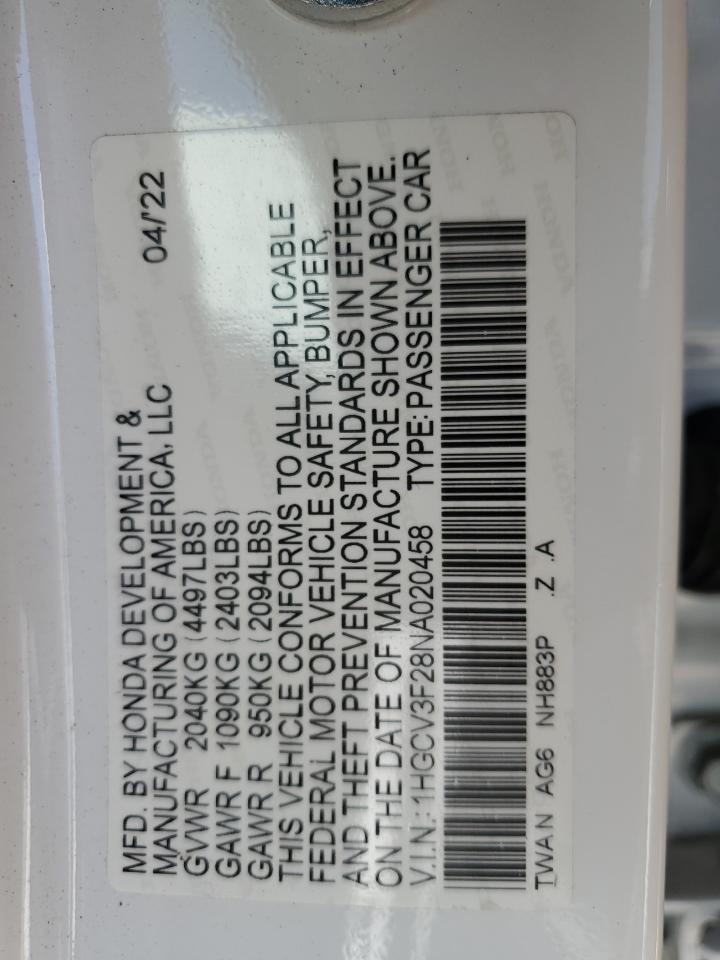 MFD. BY HONDA DEVELOPMENT & 04/'22
MANUFACTURING OF AMERICA, LLC
GVWR 2040KG (4497LBS)
GAWR F 1090KG (2403LBS)
GAWR R 950KG (2094LBS)
THIS VEHICLE CONFORMS TO ALL APPLICABLE
FEDERAL MOTOR VEHICLE SAFETY, BUMPER,
AND THEFT PREVENTION STANDARDS IN EFFECT
ON THE DATE OF MANUFACTURE SHOWN ABOVE.
V.I.N.: 1HGCV3F28NA020458 TYPE: PASSENGER CAR
TWAN AG6 NH883P .Z .A